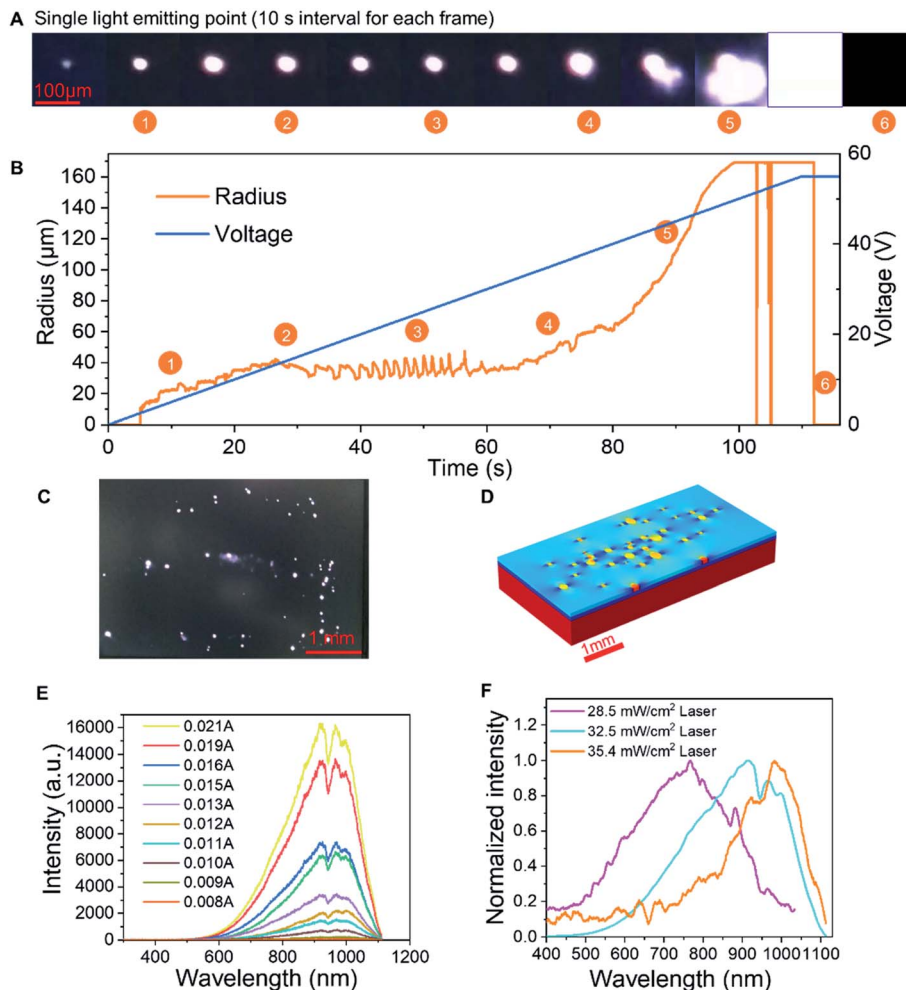 A Single light emitting point (10 s interval for each frame)
100μm
1 2 3 4 5 6
B
160
140
120
100
80
60
40
20
0
Radius (μm)
Radius
Voltage
1 2 3 4 5 6
60
40
20
0
Voltage (V)
0 20 40 60 80 100
Time (s)
C
1 mm
D
1mm
E
16000
14000
12000
10000
8000
6000
4000
2000
0
Intensity (a.u.)
0.021A
0.019A
0.016A
0.015A
0.013A
0.012A
0.011A
0.010A
0.009A
0.008A
400 600 800 1000 1200
Wavelength (nm)
F
1.2
1.0
0.8
0.6
0.4
0.2
0.0
Normalized intensity
28.5 mW/cm² Laser
32.5 mW/cm² Laser
35.4 mW/cm² Laser
400 500 600 700 800 900 1000 1100
Wavelength (nm)